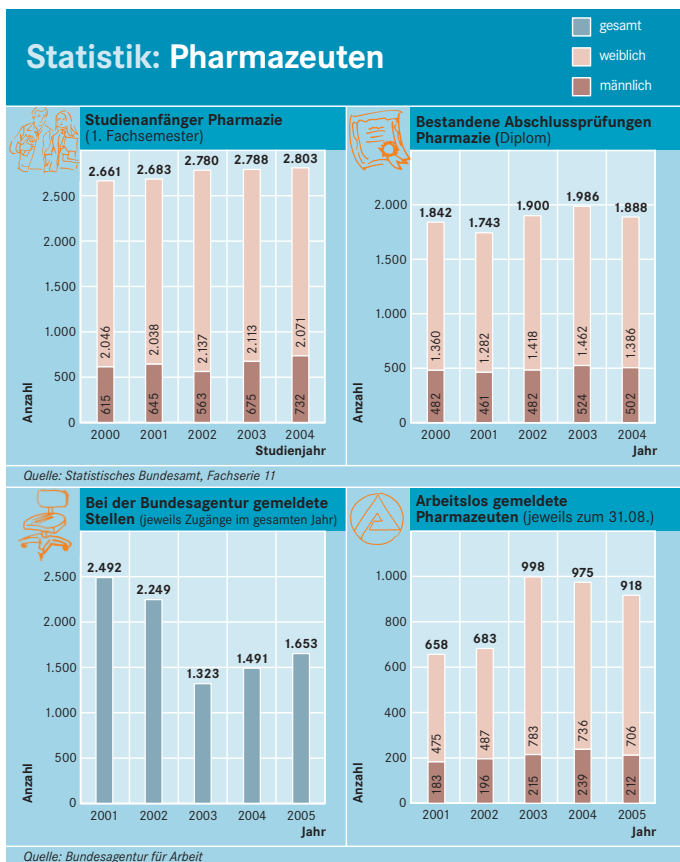 Statistik: Pharmazeuten
gesamt
weiblich
männlich
Studienanfänger Pharmazie
(1. Fachsemester)
2.661 2.683 2.780 2.788 2.803
2.500
2.000
1.500
1.000
500
0
2.046 2.038 2.137 2.113 2.071
615 645 563 675 732
Anzahl
2000 2001 2002 2003 2004
Studienjahr
Bestandene Abschlussprüfungen
Pharmazie (Diplom)
1.842 1.743 1.900 1.986 1.888
2.000
1.500
1.000
500
0
1.360 1.282 1.418 1.462 1.386
482 461 482 524 502
Anzahl
2000 2001 2002 2003 2004
Jahr
Quelle: Statistisches Bundesamt, Fachserie 11
Bei der Bundesagentur gemeldete
Stellen (jeweils Zugänge im gesamten Jahr)
2.492 2.249 1.323 1.491 1.653
2.500
2.000
1.500
1.000
500
0
Anzahl
2001 2002 2003 2004 2005
Jahr
Arbeitslos gemeldete
Pharmazeuten (jeweils zum 31.08.)
658 683 998 975 918
1.000
800
600
400
200
0
475 487 783 736 706
183 196 215 239 212
Anzahl
2001 2002 2003 2004 2005
Jahr
Quelle: Bundesagentur für Arbeit